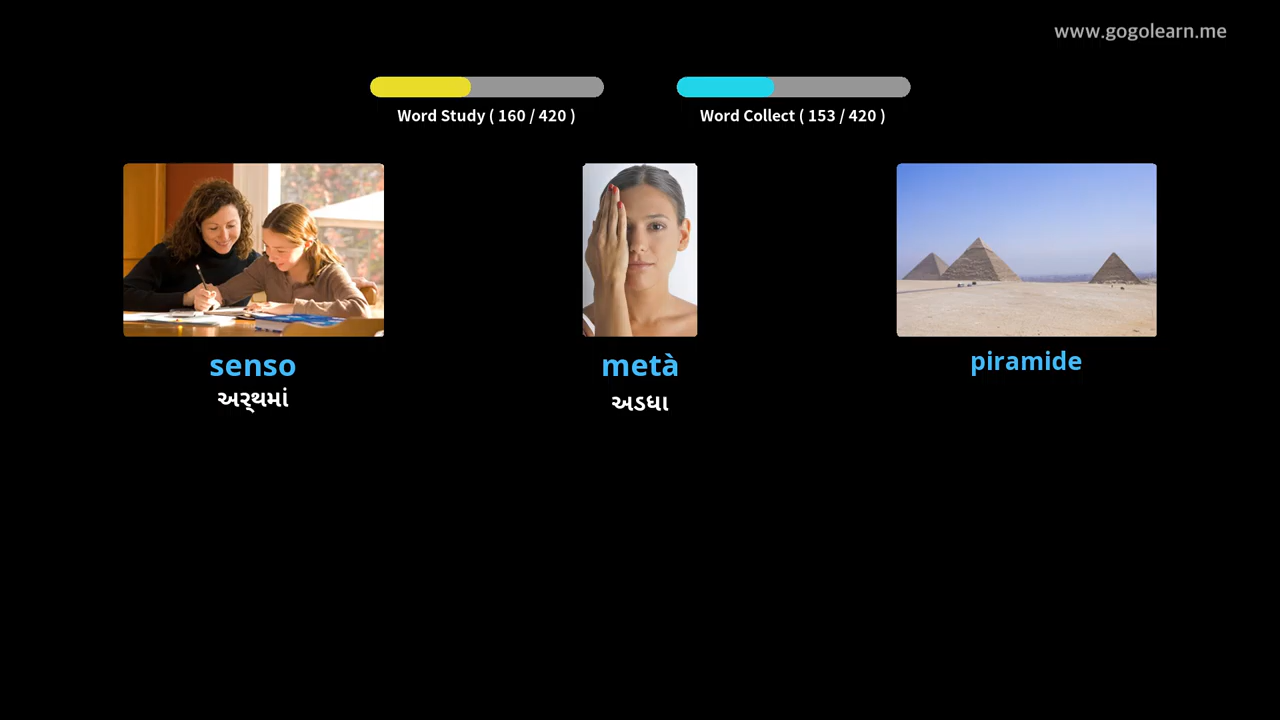 www.gogolearn.me
Word Study ( 160 / 420 )
Word Collect ( 153 / 420 )
senso
metà
piramide
અર્થમાં
અડધા